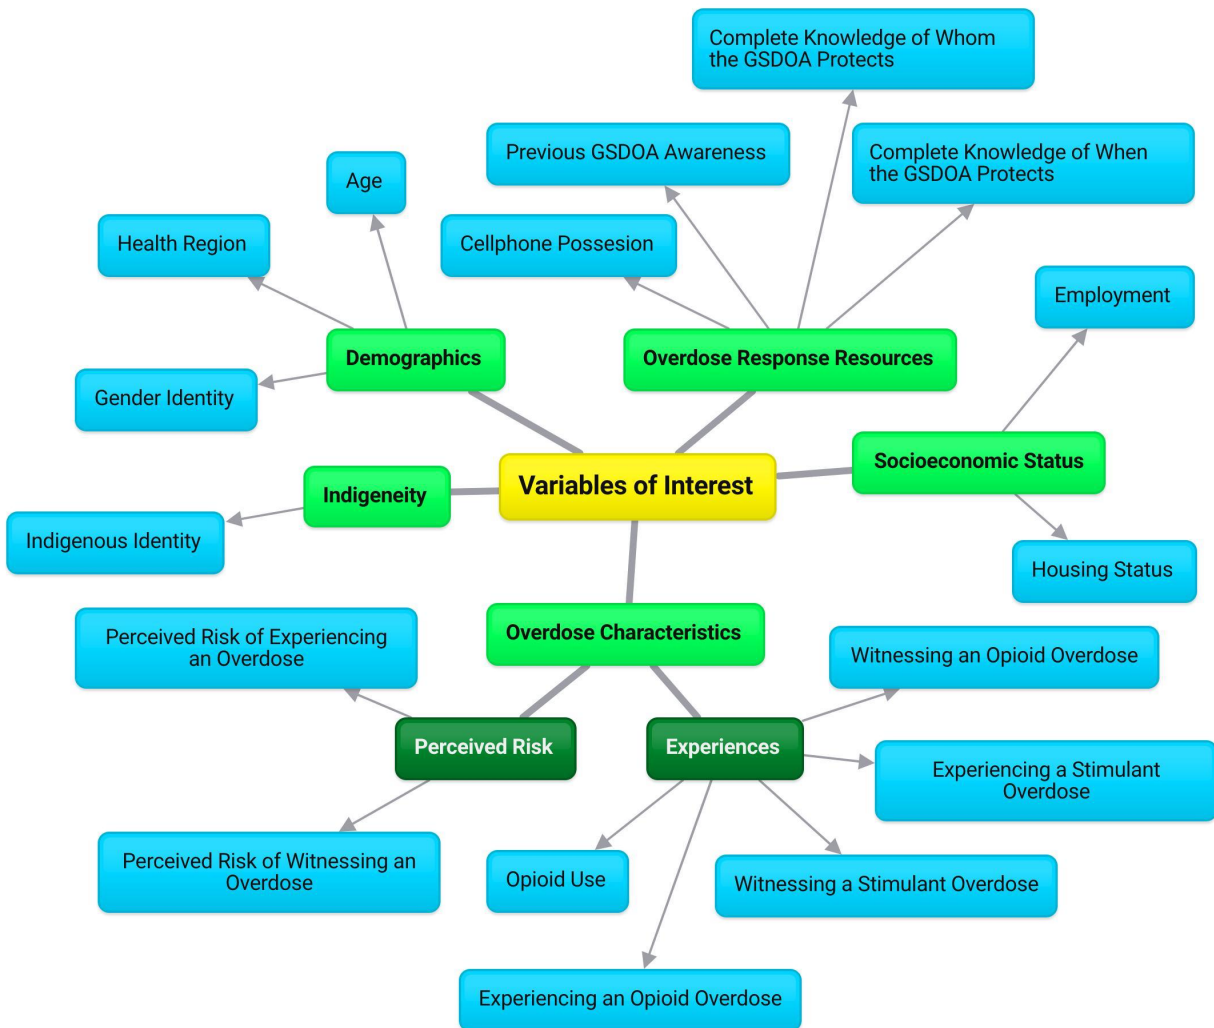 Complete Knowledge of Whom
the GSDOA Protects
Previous GSDOA Awareness
Complete Knowledge of When
the GSDOA Protects
Age
Health Region
Cellphone Possesion
Employment
Demographics
Overdose Response Resources
Gender Identity
Socioeconomic Status
Indigeneity
Variables of Interest
Indigenous Identity
Housing Status
Overdose Characteristics
Perceived Risk of Experiencing
an Overdose
Witnessing an Opioid Overdose
Perceived Risk
Experiences
Experiencing a Stimulant
Overdose
Perceived Risk of Witnessing an
Overdose
Opioid Use
Witnessing a Stimulant Overdose
Experiencing an Opioid Overdose